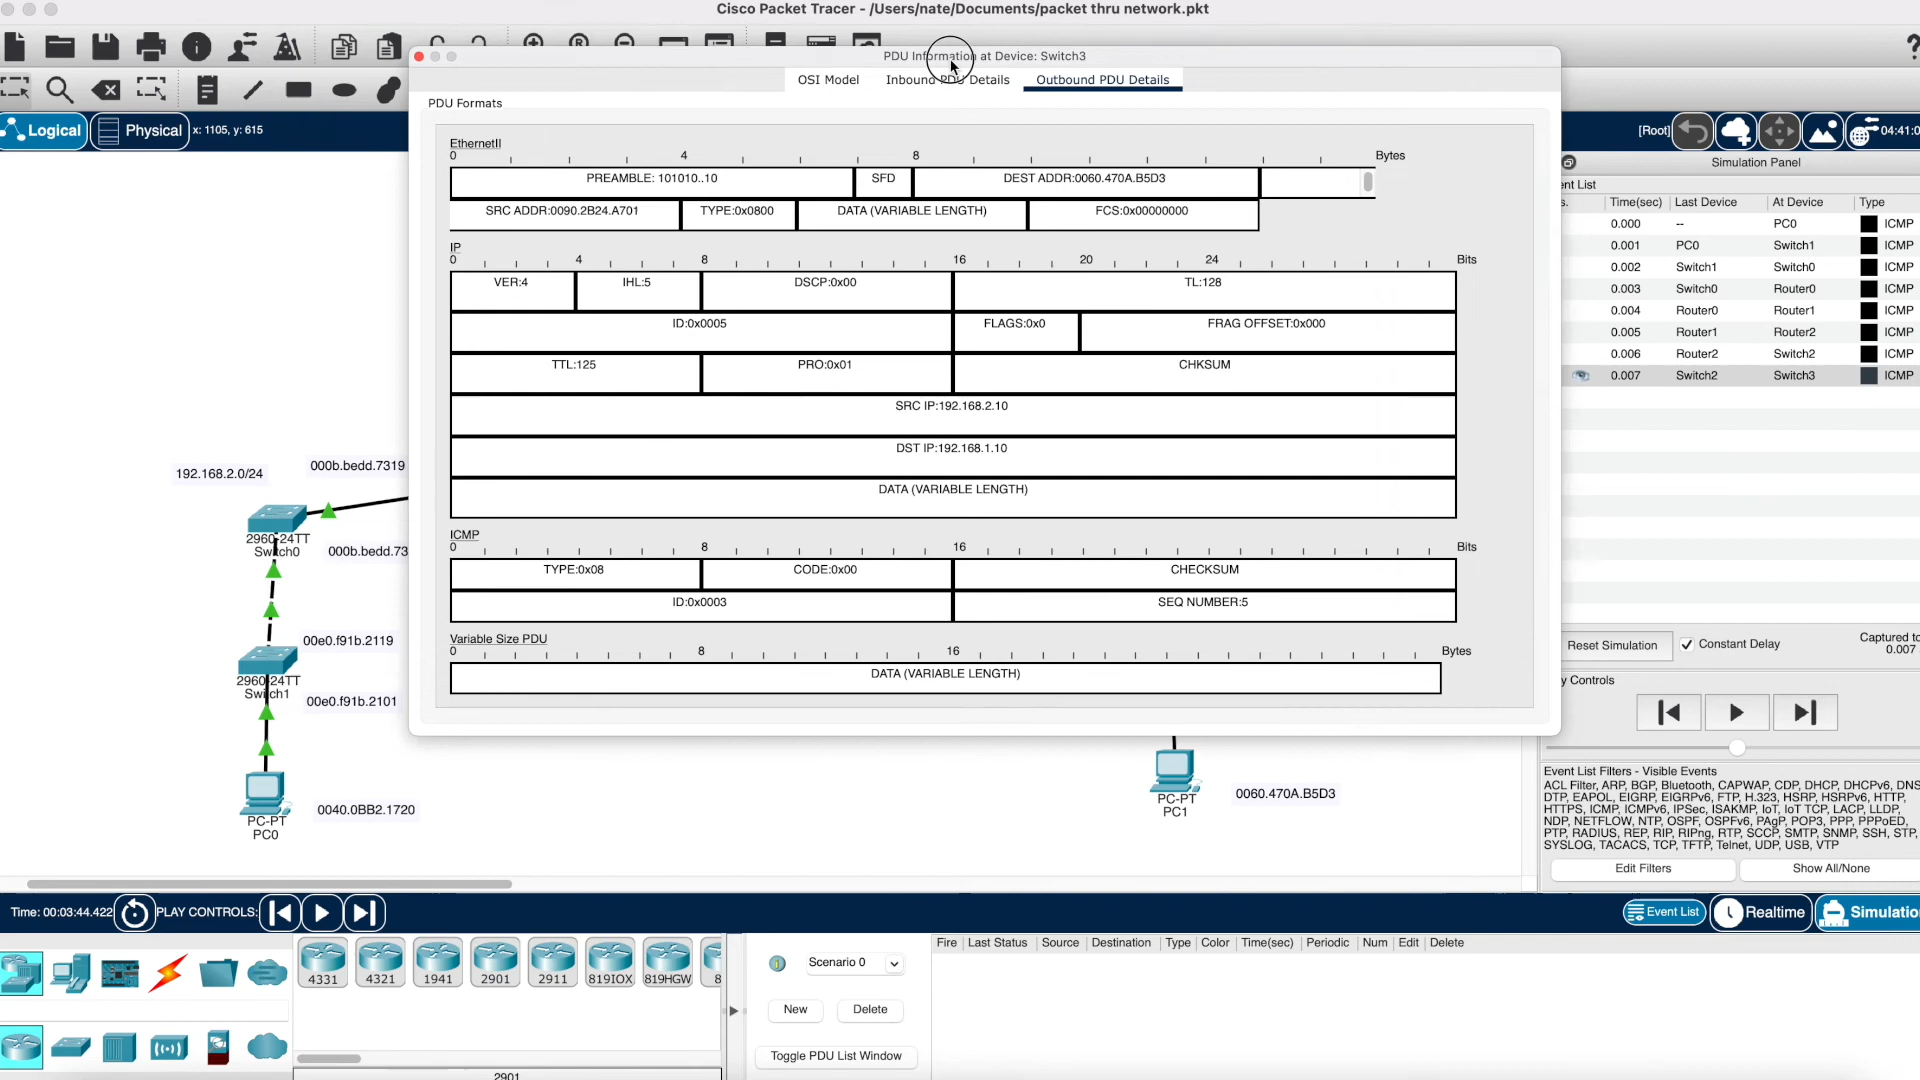 Cisco Packet Tracer - /Users/nate/Documents/packet thru network.pkt
PDU Information at Device: Switch3
OSI Model
Inbound PDU Details
Outbound PDU Details
PDU Formats
Logical
Physical
x: 1105, y: 615
[Root]
04:41:0
EthernetII
0 4 8 Bytes
PREAMBLE: 101010..10
SFD
DEST ADDR:0060.470A.B5D3
SRC ADDR:0090.2B24.A701
TYPE:0x0800
DATA (VARIABLE LENGTH)
FCS:0x00000000
IP
0 4 8 16 20 24 Bits
VER:4
IHL:5
DSCP:0x00
TL:128
ID:0x0005
FLAGS:0x0
FRAG OFFSET:0x000
TTL:125
PRO:0x01
CHKSUM
SRC IP:192.168.2.10
DST IP:192.168.1.10
DATA (VARIABLE LENGTH)
ICMP
0 8 16 Bits
TYPE:0x08
CODE:0x00
CHECKSUM
ID:0x0003
SEQ NUMBER:5
Variable Size PDU
0 8 16 Bytes
DATA (VARIABLE LENGTH)
192.168.2.0/24
000b.bedd.7319
2960-24TT
Switch0
000b.bedd.73
00e0.f91b.2119
2960-24TT
Switch1
00e0.f91b.2101
PC-PT
PC0
0040.0BB2.1720
PC-PT
PC1
0060.470A.B5D3
Simulation Panel
ent List
s. Time(sec) Last Device At Device Type
0.000 -- PC0 ICMP
0.001 PC0 Switch1 ICMP
0.002 Switch1 Switch0 ICMP
0.003 Switch0 Router0 ICMP
0.004 Router0 Router1 ICMP
0.005 Router1 Router2 ICMP
0.006 Router2 Switch2 ICMP
0.007 Switch2 Switch3 ICMP
Reset Simulation
Constant Delay
Captured to
0.007
y Controls
Event List Filters - Visible Events
ACL Filter, ARP, BGP, Bluetooth, CAPWAP, CDP, DHCP, DHCPv6, DNS
DTP, EAPOL, EIGRP, EIGRPv6, FTP, H.323, HSRP, HSRPv6, HTTP,
HTTPS, ICMP, ICMPv6, IPSec, ISAKMP, IoT, IoT TCP, LACP, LLDP,
NDP, NETFLOW, NTP, OSPF, OSPFv6, PAgP, POP3, PPP, PPPoED,
PTP, RADIUS, REP, RIP, RIPng, RTP, SCCP, SMTP, SNMP, SSH, STP,
SYSLOG, TACACS, TCP, TFTP, Telnet, UDP, USB, VTP
Edit Filters
Show All/None
Time: 00:03:44.422
PLAY CONTROLS:
Event List
Realtime
Simulatio
4331
4321
1941
2901
2911
819IOX
819HGW
8
2901
Scenario 0
New
Delete
Toggle PDU List Window
Fire Last Status Source Destination Type Color Time(sec) Periodic Num Edit Delete